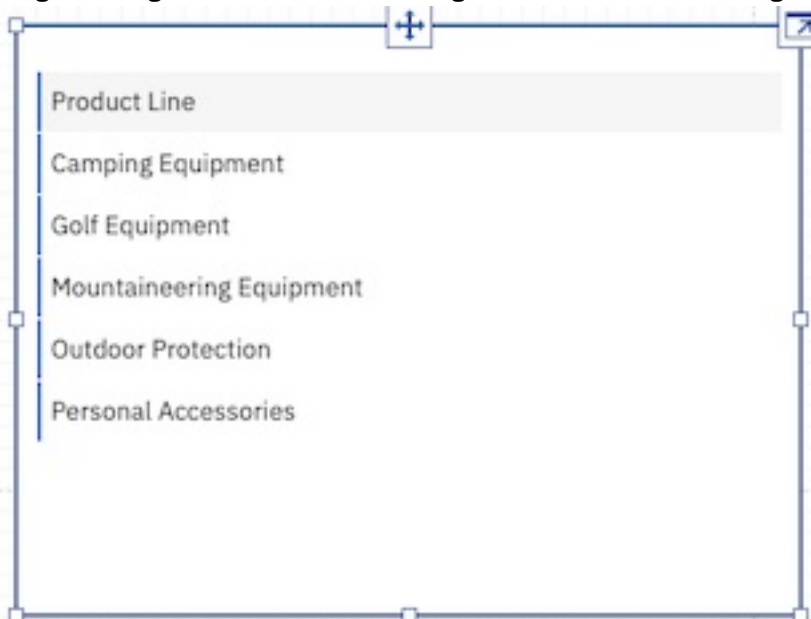 Product Line
Camping Equipment
Golf Equipment
Mountaineering Equipment
Outdoor Protection
Personal Accessories